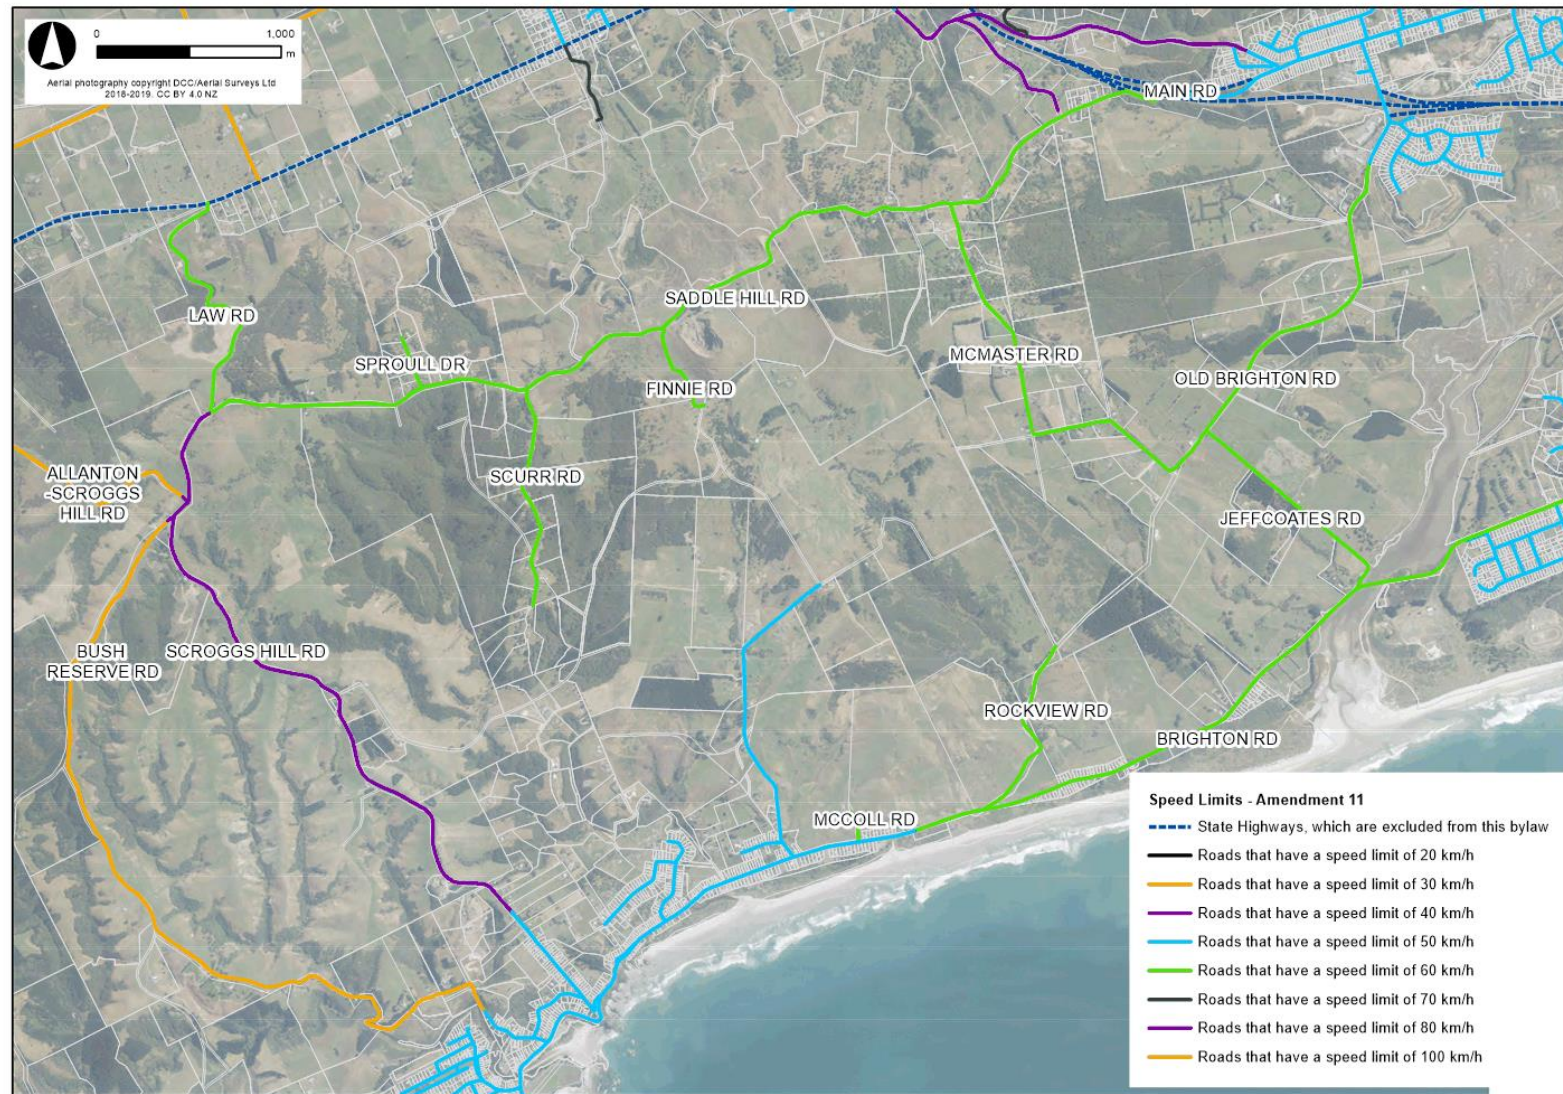 0
1,000
m
Aerial photography copyright DCC/Aerial Surveys Ltd
2018-2019. CC BY 4.0 NZ
MAIN RD
LAW RD
SADDLE HILL RD
SPROULL DR
FINNIE RD
MCMASTER RD
OLD BRIGHTON RD
ALLANTON
-SCROGGS
HILL RD
SCURR RD
JEFFCOATES RD
BUSH
RESERVE RD
SCROGGS HILL RD
ROCKVIEW RD
BRIGHTON RD
MCCOLL RD
Speed Limits - Amendment 11
State Highways, which are excluded from this bylaw
Roads that have a speed limit of 20 km/h
Roads that have a speed limit of 30 km/h
Roads that have a speed limit of 40 km/h
Roads that have a speed limit of 50 km/h
Roads that have a speed limit of 60 km/h
Roads that have a speed limit of 70 km/h
Roads that have a speed limit of 80 km/h
Roads that have a speed limit of 100 km/h